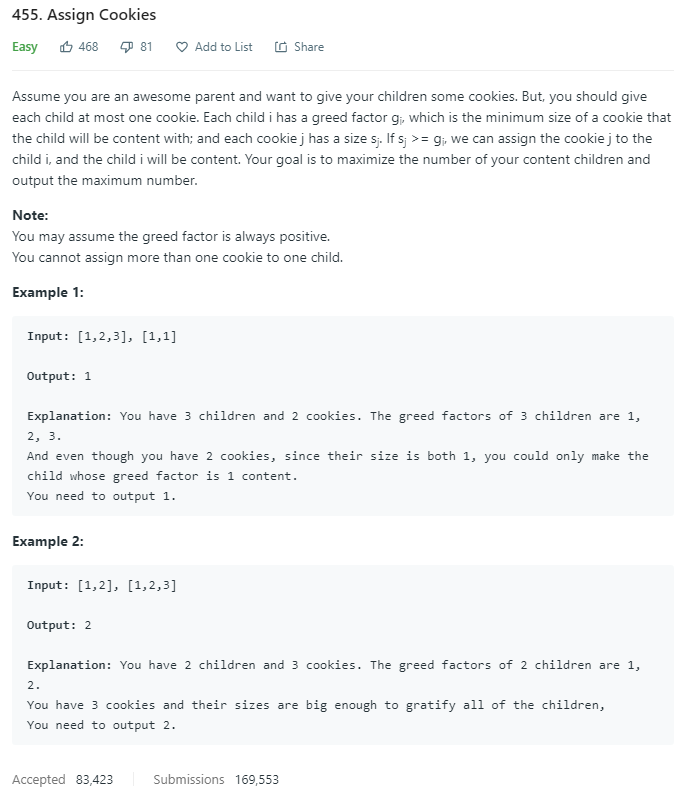 455. Assign Cookies
Easy 468 81 Add to List Share
Assume you are an awesome parent and want to give your children some cookies. But, you should give
each child at most one cookie. Each child i has a greed factor gi, which is the minimum size of a cookie that
the child will be content with; and each cookie j has a size sj. If sj >= gi, we can assign the cookie j to the
child i, and the child i will be content. Your goal is to maximize the number of your content children and
output the maximum number.
Note:
You may assume the greed factor is always positive.
You cannot assign more than one cookie to one child.
Example 1:
Input: [1,2,3], [1,1]
Output: 1
Explanation: You have 3 children and 2 cookies. The greed factors of 3 children are 1,
2, 3.
And even though you have 2 cookies, since their size is both 1, you could only make the
child whose greed factor is 1 content.
You need to output 1.
Example 2:
Input: [1,2], [1,2,3]
Output: 2
Explanation: You have 2 children and 3 cookies. The greed factors of 2 children are 1,
2.
You have 3 cookies and their sizes are big enough to gratify all of the children,
You need to output 2.
Accepted 83,423 Submissions 169,553